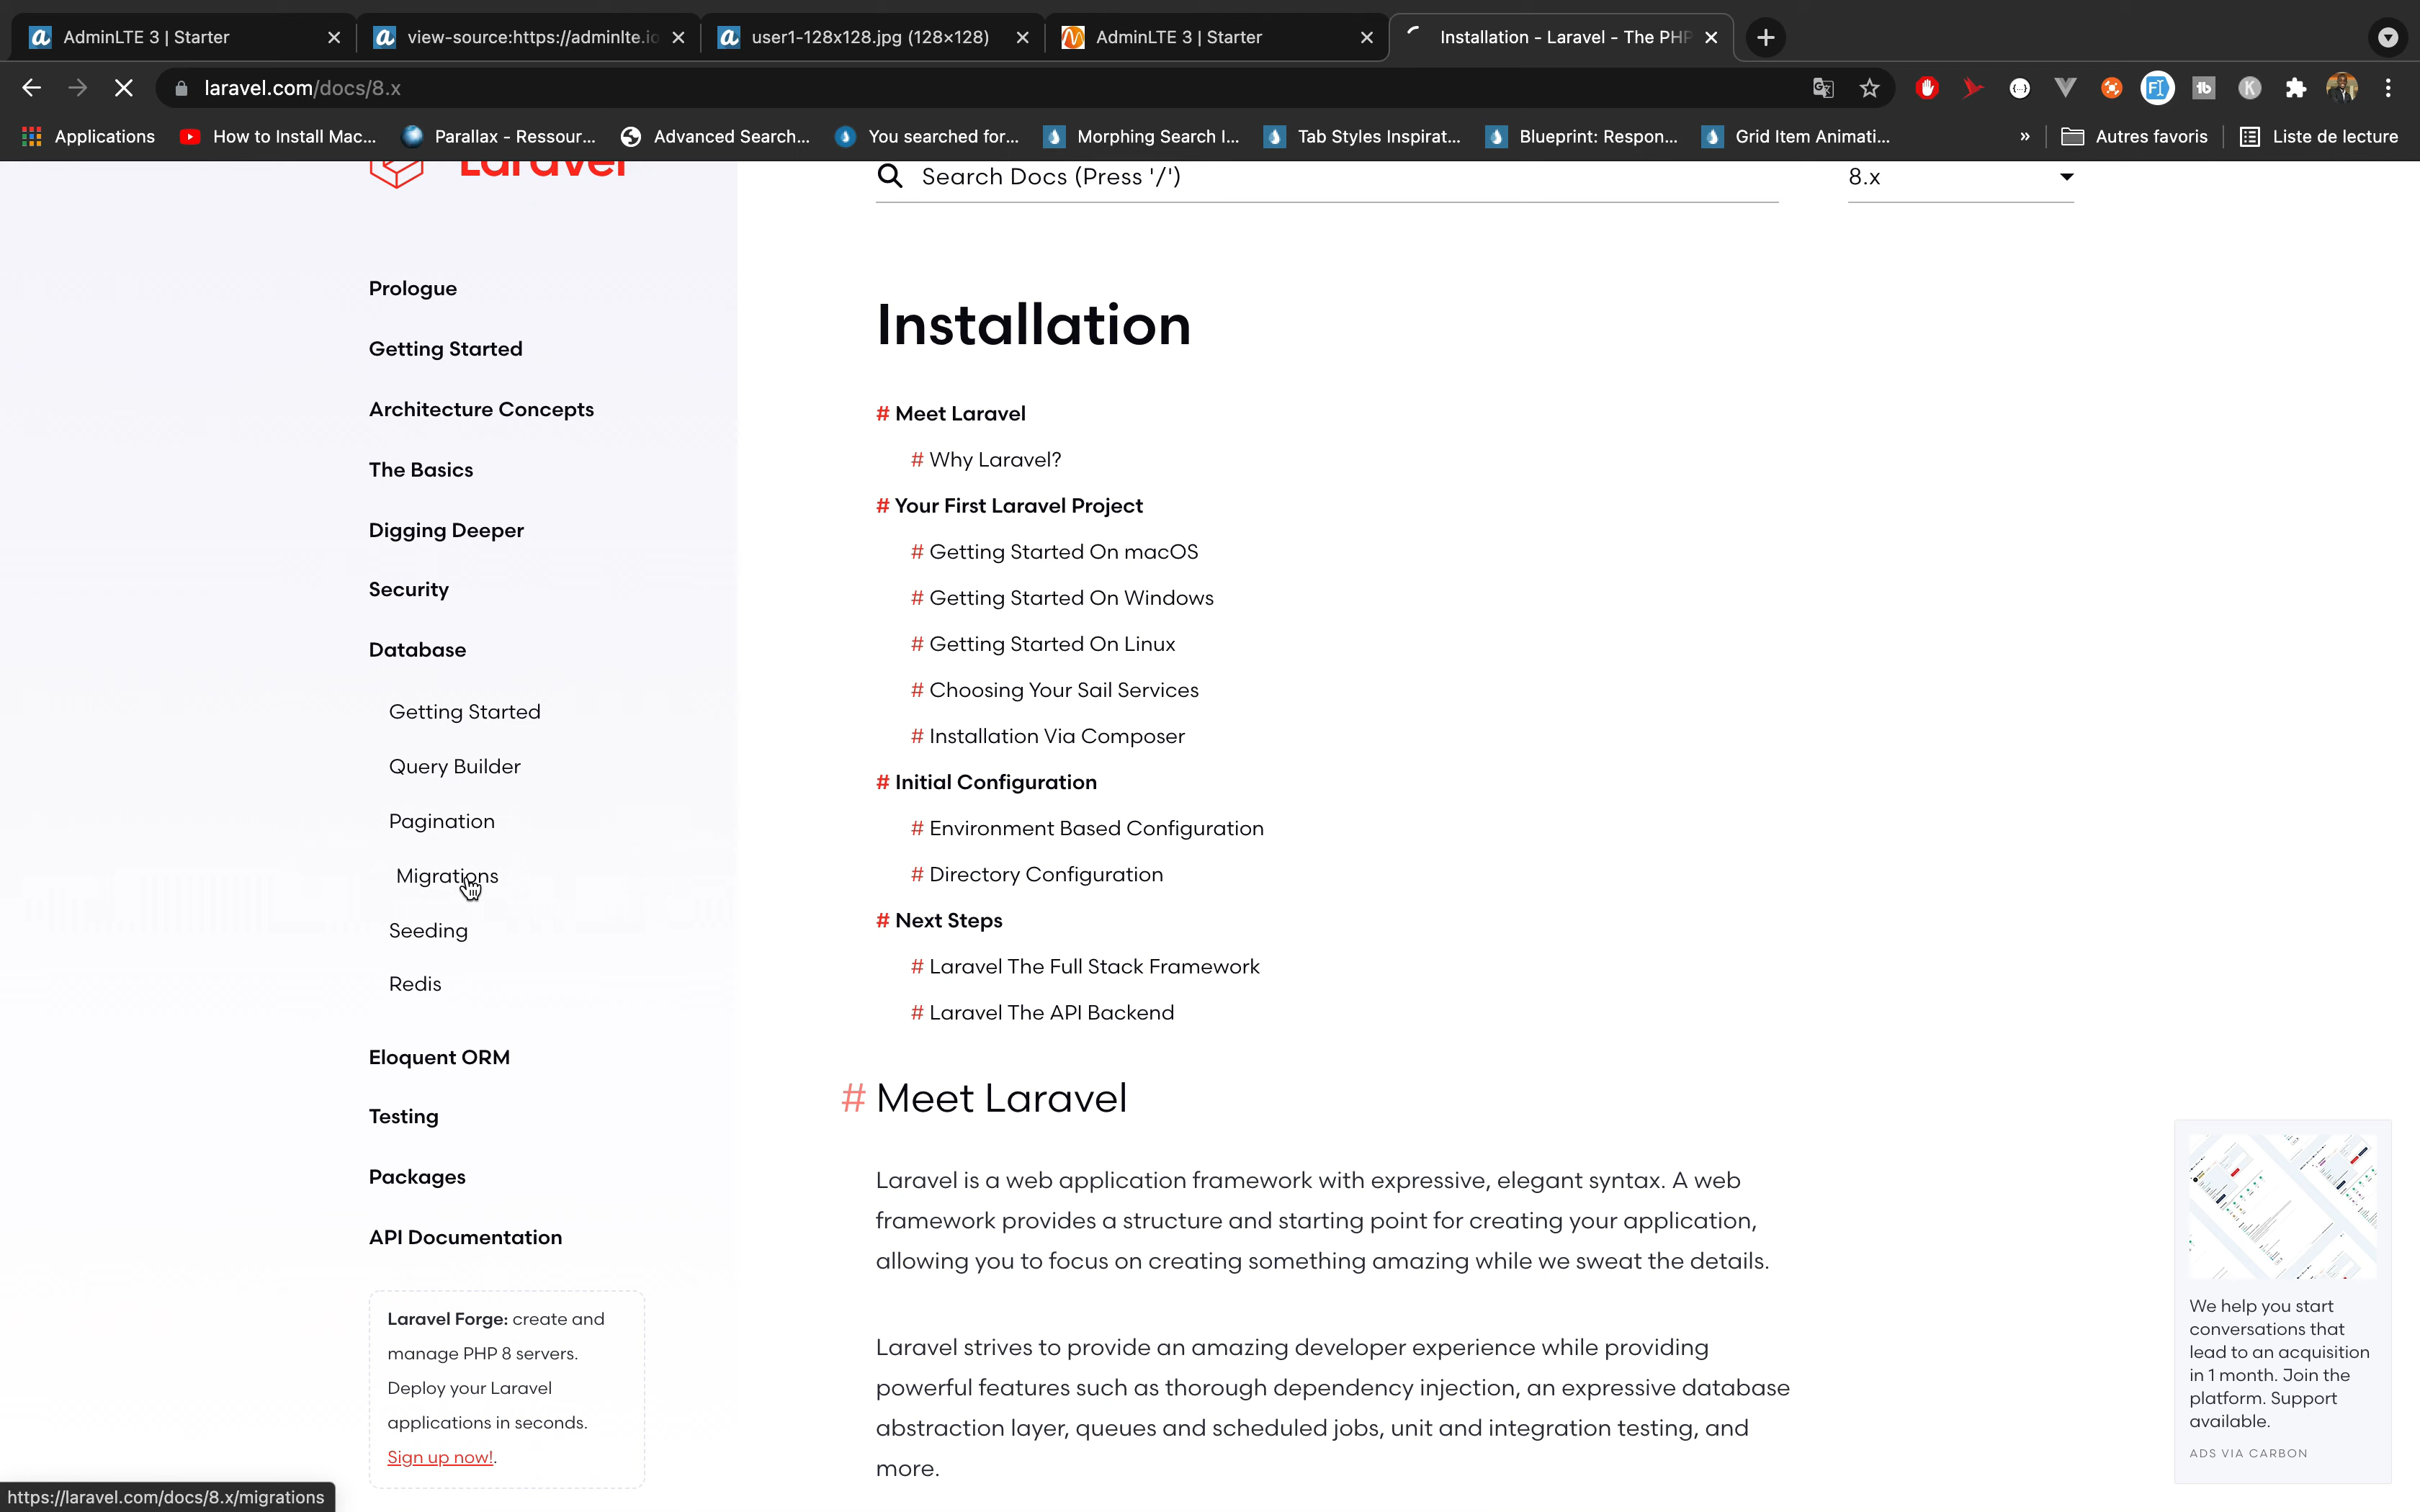 AdminLTE 3 | Starter
view-source:https://adminlte.io
user1-128x128.jpg (128×128)
AdminLTE 3 | Starter
Installation - Laravel - The PHP
laravel.com/docs/8.x
Applications
How to Install Mac...
Parallax - Ressour...
Advanced Search...
You searched for...
Morphing Search I...
Tab Styles Inspirat...
Blueprint: Respon...
Grid Item Animati...
»
Autres favoris
Liste de lecture
Laravel
Search Docs (Press '/')
8.x
Prologue
Getting Started
Architecture Concepts
The Basics
Digging Deeper
Security
Database
Getting Started
Query Builder
Pagination
Migrations
Seeding
Redis
Eloquent ORM
Testing
Packages
API Documentation
Laravel Forge: create and
manage PHP 8 servers.
Deploy your Laravel
applications in seconds.
Sign up now!.
https://laravel.com/docs/8.x/migrations
Installation
# Meet Laravel
# Why Laravel?
# Your First Laravel Project
# Getting Started On macOS
# Getting Started On Windows
# Getting Started On Linux
# Choosing Your Sail Services
# Installation Via Composer
# Initial Configuration
# Environment Based Configuration
# Directory Configuration
# Next Steps
# Laravel The Full Stack Framework
# Laravel The API Backend
# Meet Laravel
Laravel is a web application framework with expressive, elegant syntax. A web
framework provides a structure and starting point for creating your application,
allowing you to focus on creating something amazing while we sweat the details.
Laravel strives to provide an amazing developer experience while providing
powerful features such as thorough dependency injection, an expressive database
abstraction layer, queues and scheduled jobs, unit and integration testing, and
more.
We help you start
conversations that
lead to an acquisition
in 1 month. Join the
platform. Support
available.
ADS VIA CARBON